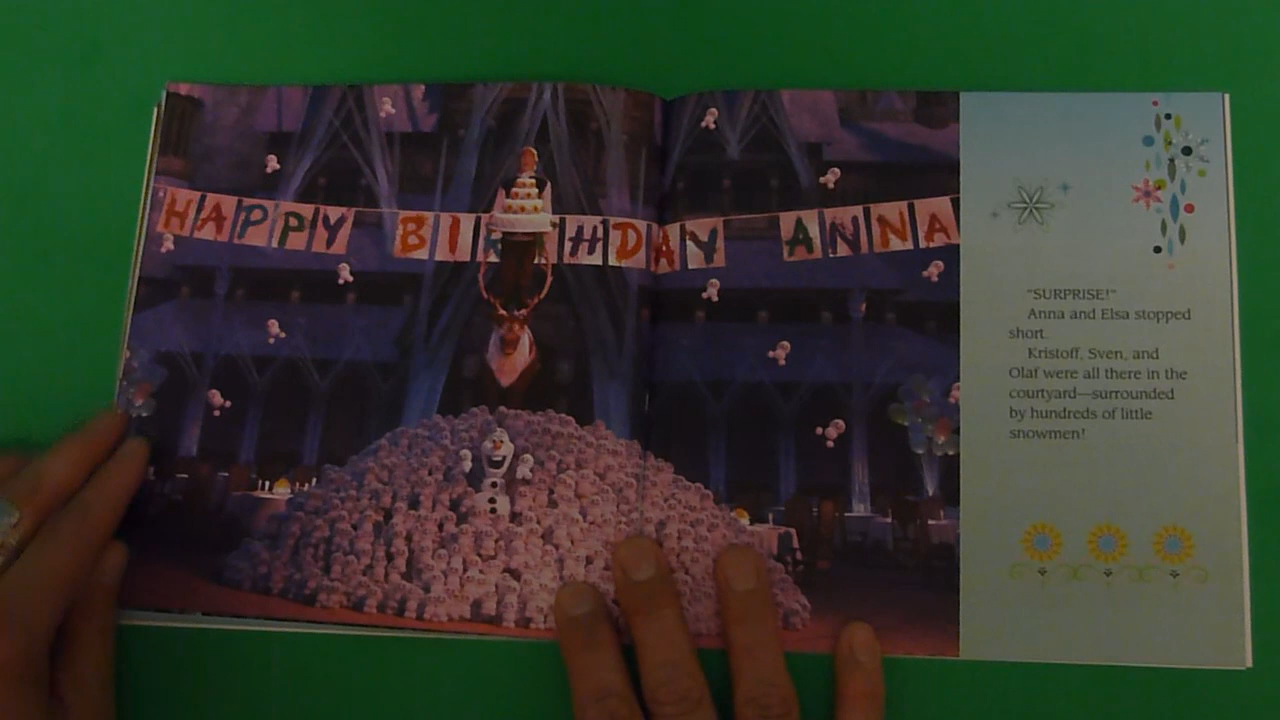 HAPPY BIRTHDAY ANNA
"SURPRISE!"
Anna and Elsa stopped
short.
Kristoff, Sven, and
Olaf were all there in the
courtyard—surrounded
by hundreds of little
snowmen!